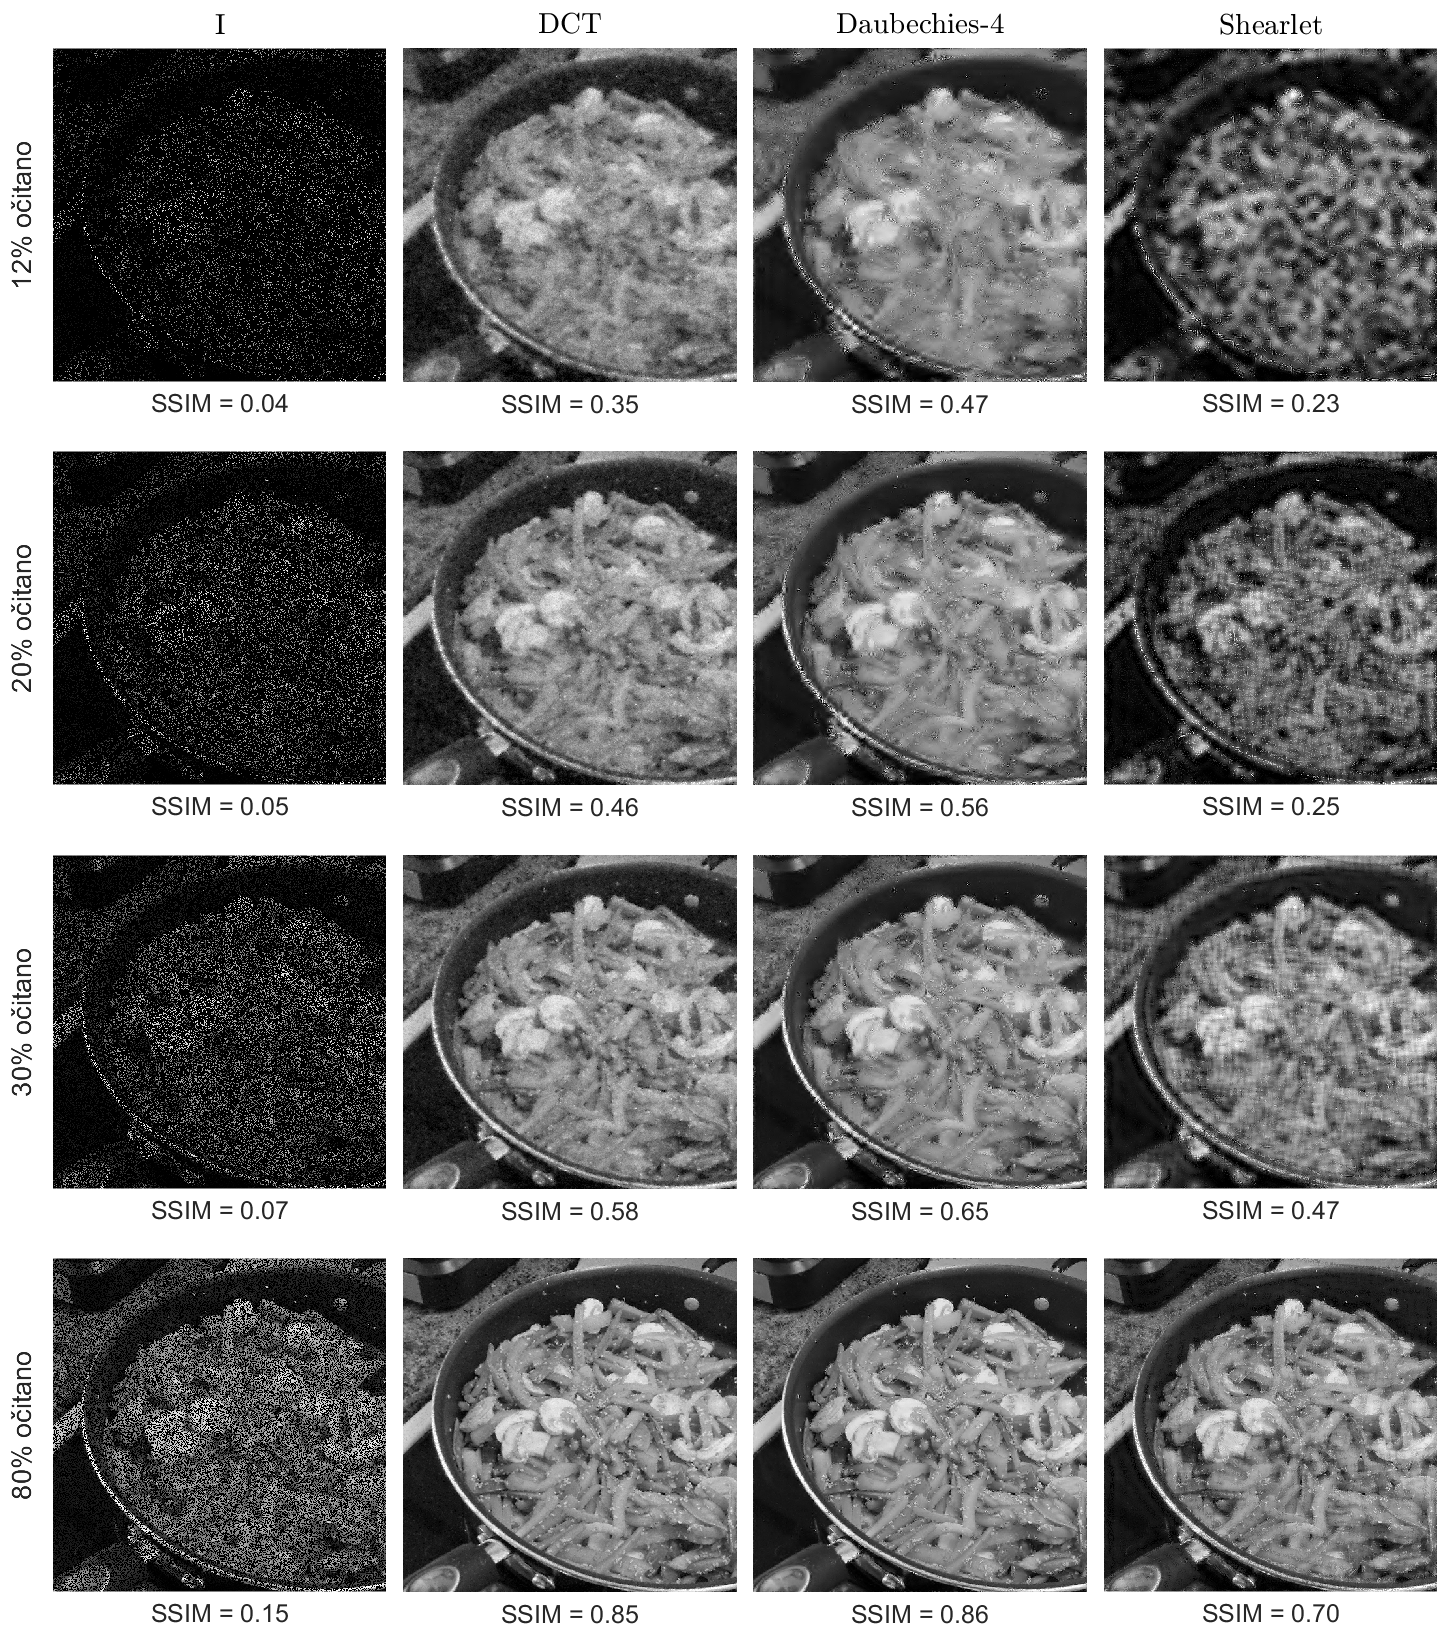 I DCT Daubechies-4 Shearlet
12% očitano
SSIM = 0.04 SSIM = 0.35 SSIM = 0.47 SSIM = 0.23
20% očitano
SSIM = 0.05 SSIM = 0.46 SSIM = 0.56 SSIM = 0.25
30% očitano
SSIM = 0.07 SSIM = 0.58 SSIM = 0.65 SSIM = 0.47
80% očitano
SSIM = 0.15 SSIM = 0.85 SSIM = 0.86 SSIM = 0.70